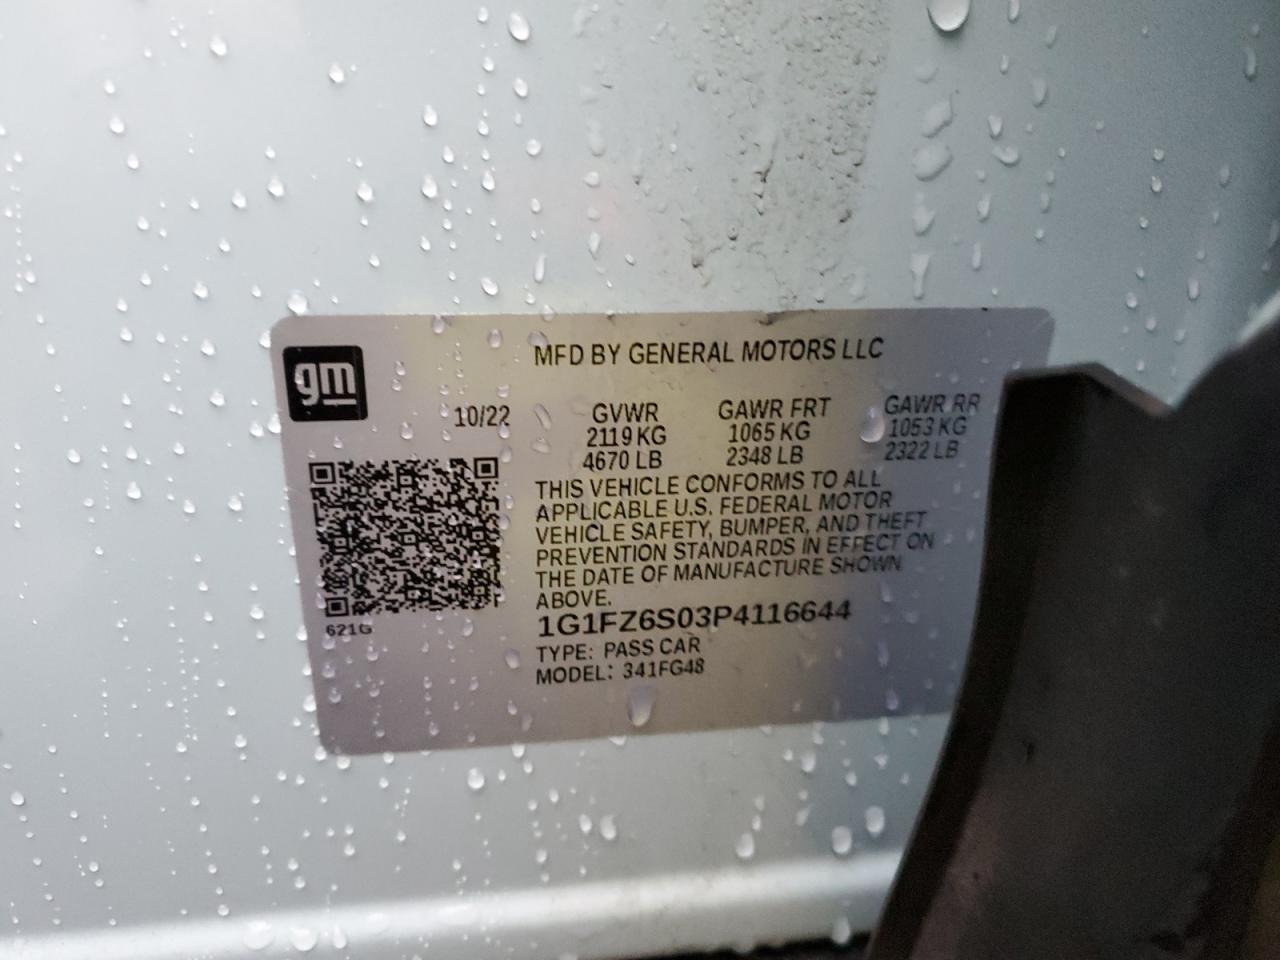 gm
MFD BY GENERAL MOTORS LLC
10/22 GVWR GAWR FRT GAWR RR
2119 KG 1065 KG 1053 KG
4670 LB 2348 LB 2322 LB
THIS VEHICLE CONFORMS TO ALL
APPLICABLE U.S. FEDERAL MOTOR
VEHICLE SAFETY, BUMPER, AND THEFT
PREVENTION STANDARDS IN EFFECT ON
THE DATE OF MANUFACTURE SHOWN
ABOVE.
621G
1G1FZ6S03P4116644
TYPE: PASS CAR
MODEL: 341FG48